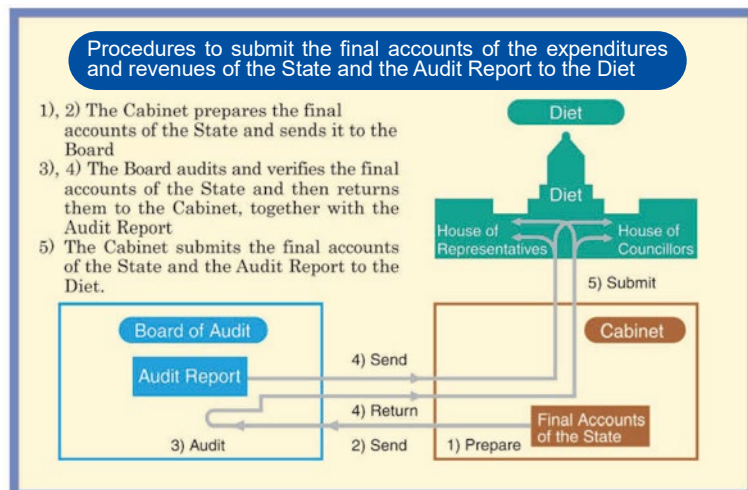 Procedures to submit the final accounts of the expenditures
and revenues of the State and the Audit Report to the Diet
1), 2) The Cabinet prepares the final
accounts of the State and sends it to the
Board
3), 4) The Board audits and verifies the final
accounts of the State and then returns
them to the Cabinet, together with the
Audit Report
5) The Cabinet submits the final accounts
of the State and the Audit Report to the
Diet.
Diet
Diet
House of
Representatives
House of
Councillors
5) Submit
Board of Audit
Cabinet
4) Send
Audit Report
4) Return
Final Accounts
of the State
3) Audit
2) Send
1) Prepare